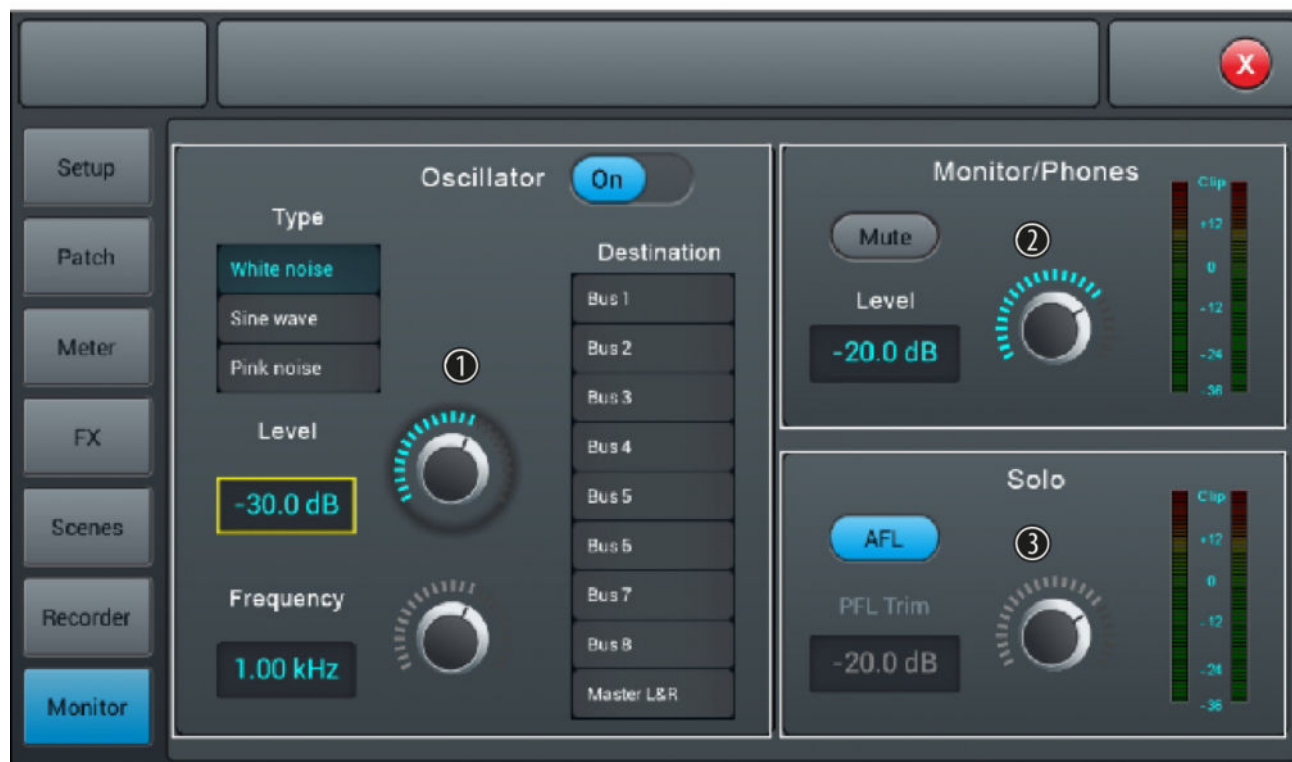 X
Setup
Patch
Meter
FX
Scenes
Recorder
Monitor
Oscillator On
Type
White noise
Sine wave
Pink noise
①
Level
-30.0 dB
Frequency
1.00 kHz
Destination
Bus 1
Bus 2
Bus 3
Bus 4
Bus 5
Bus 6
Bus 7
Bus 8
Master L&R
Monitor/Phones
Mute
②
Level
-20.0 dB
Clip
+12
0
-12
-24
-36
Solo
AFL
③
PFL Trim
-20.0 dB
Clip
+12
0
-12
-24
-36